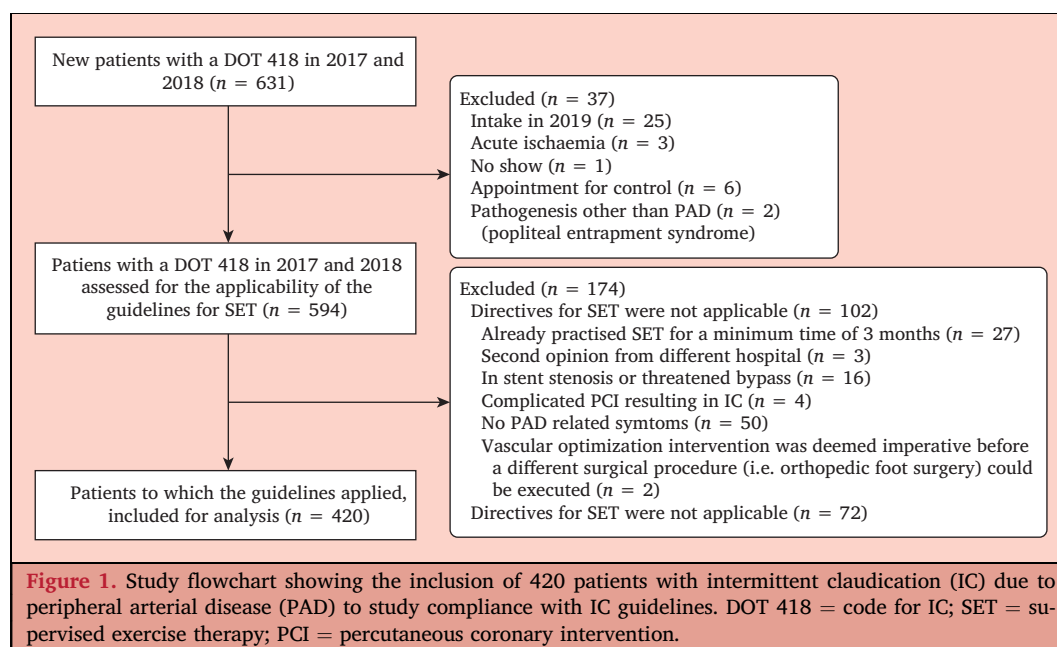 New patients with a DOT 418 in 2017 and
2018 (n = 631)
Excluded (n = 37)
Intake in 2019 (n = 25)
Acute ischaemia (n = 3)
No show (n = 1)
Appointment for control (n = 6)
Pathogenesis other than PAD (n = 2)
(popliteal entrapment syndrome)
Patiens with a DOT 418 in 2017 and 2018
assessed for the applicability of the
guidelines for SET (n = 594)
Excluded (n = 174)
Directives for SET were not applicable (n = 102)
Already practised SET for a minimum time of 3 months (n = 27)
Second opinion from different hospital (n = 3)
In stent stenosis or threatened bypass (n = 16)
Complicated PCI resulting in IC (n = 4)
No PAD related symtoms (n = 50)
Vascular optimization intervention was deemed imperative before
a different surgical procedure (i.e. orthopedic foot surgery) could
be executed (n = 2)
Directives for SET were not applicable (n = 72)
Patients to which the guidelines applied,
included for analysis (n = 420)
Figure 1. Study flowchart showing the inclusion of 420 patients with intermittent claudication (IC) due to
peripheral arterial disease (PAD) to study compliance with IC guidelines. DOT 418 = code for IC; SET = su-
pervised exercise therapy; PCI = percutaneous coronary intervention.